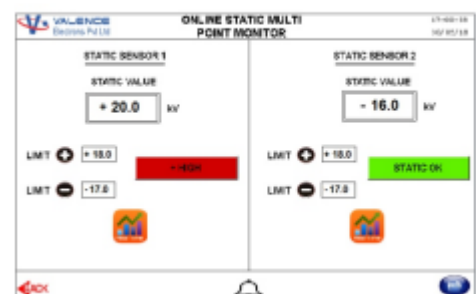 VALENCE
Electronics Pvt Ltd
ONLINE STATIC MULTI
POINT MONITOR
STATIC SENSOR 1
STATIC VALUE
+ 20.0 kV
LIMIT + + 18.0
LIMIT - -17.0
+ HIGH
STATIC SENSOR 2
STATIC VALUE
- 16.0 kV
LIMIT + + 18.0
LIMIT - -17.0
STATIC OK
BACK